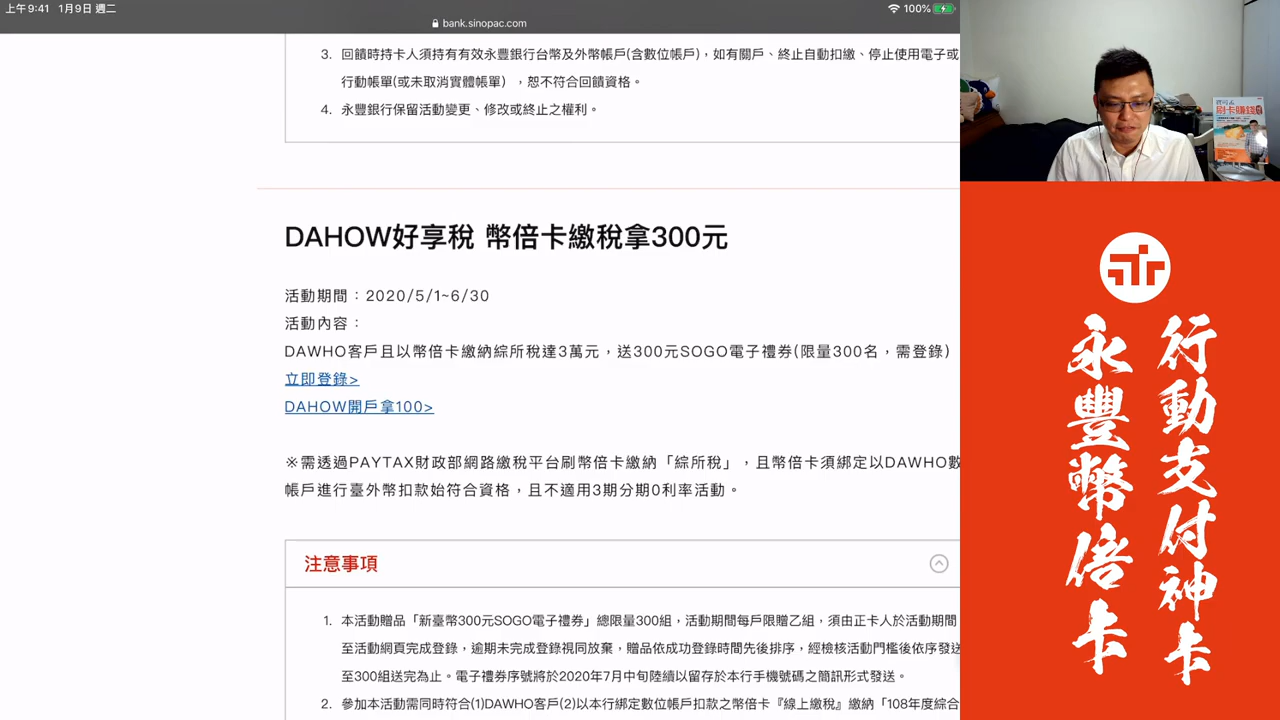 上午9:41 1月9日 週二
100%
bank.sinopac.com
3. 回饋時持卡人須持有有效永豐銀行台幣及外幣帳戶(含數位帳戶)，如有關戶、終止自動扣繳、停止使用電子或
行動帳單(或未取消實體帳單），恕不符合回饋資格。
4. 永豐銀行保留活動變更、修改或終止之權利。
DAHOW好享稅 幣倍卡繳稅拿300元
活動期間：2020/5/1~6/30
活動內容：
DAWHO客戶且以幣倍卡繳納綜所稅達3萬元，送300元SOGO電子禮券(限量300名，需登錄)
立即登錄>
DAHOW開戶拿100>
※需透過PAYTAX財政部網路繳稅平台刷幣倍卡繳納「綜所稅」，且幣倍卡須綁定以DAWHO數
帳戶進行臺外幣扣款始符合資格，且不適用3期分期0利率活動。
注意事項
1. 本活動贈品「新臺幣300元SOGO電子禮券」總限量300組，活動期間每戶限贈乙組，須由正卡人於活動期間
至活動網頁完成登錄，逾期未完成登錄視同放棄，贈品依成功登錄時間先後排序，經檢核活動門檻後依序發送
至300組送完為止。電子禮券序號將於2020年7月中旬陸續以留存於本行手機號碼之簡訊形式發送。
2. 參加本活動需同時符合(1)DAWHO客戶(2)以本行綁定數位帳戶扣款之幣倍卡『線上繳稅』繳納「108年度綜合
刷卡賺錢
行動支付神卡
永豐幣倍卡